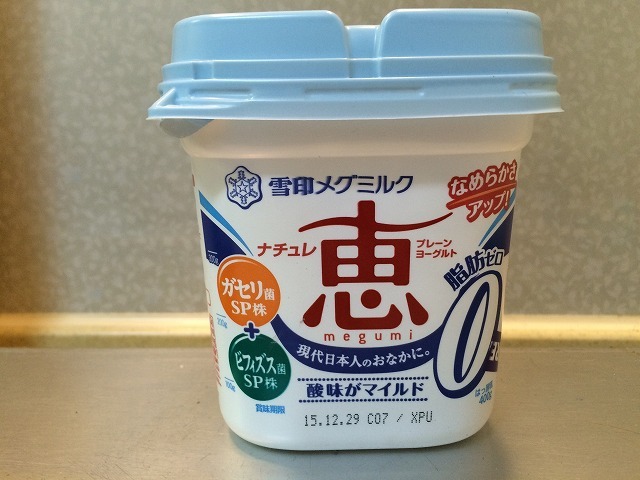 雪印メグミルク
なめらかさ
アップ!
ナチュレ
恵
megumi
プレーン
ヨーグルト
脂肪ゼロ
0
ガセリ菌
SP株
+
ビフィズス菌
SP株
現代日本人のおなかに。
酸味がマイルド
賞味期限
15.12.29 C07 / XPU
400g